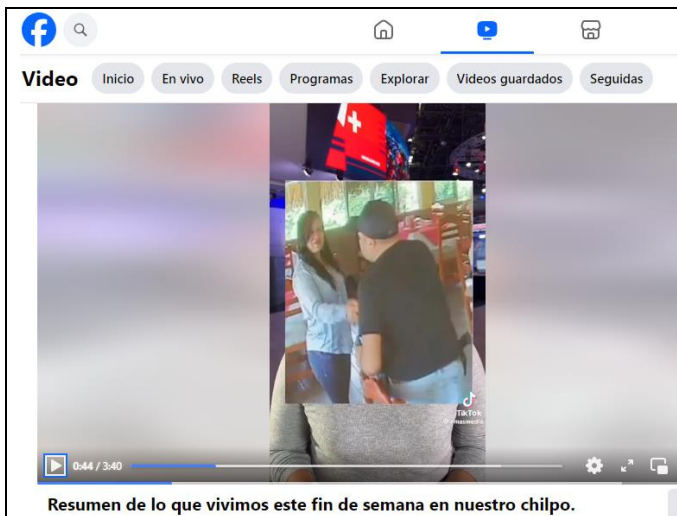 Video Inicio En vivo Reels Programas Explorar Videos guardados Seguidas
TikTok
0:44 / 3:40
Resumen de lo que vivimos este fin de semana en nuestro chilpo.